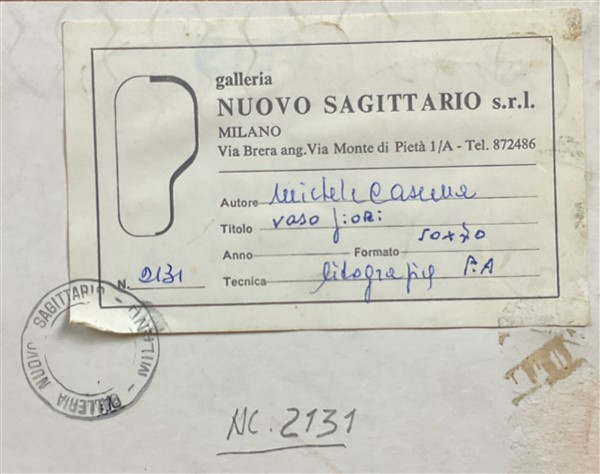 galleria
NUOVO SAGITTARIO s.r.l.
MILANO
Via Brera ang.Via Monte di Pietà 1/A - Tel. 872486
Autore Michele Cascella
Titolo vaso fiori
Anno Formato 50x70
N. 2131 Tecnica litografia P.A
GALLERIA NUOVO SAGITTARIO - MILANO -
NC. 2131